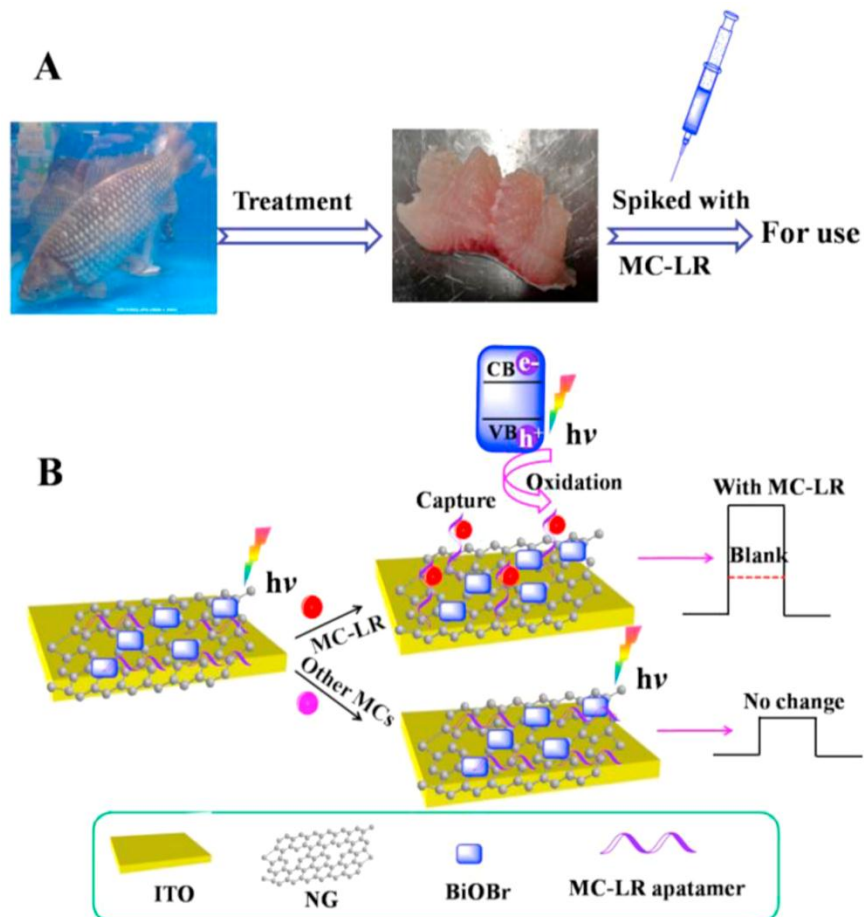 A
Treatment
Spiked with
MC-LR
For use
B
CB
e-
VB
h+
hν
Oxidation
Capture
With MC-LR
Blank
hν
MC-LR
Other MCs
hν
No change
ITO
NG
BiOBr
MC-LR apatamer